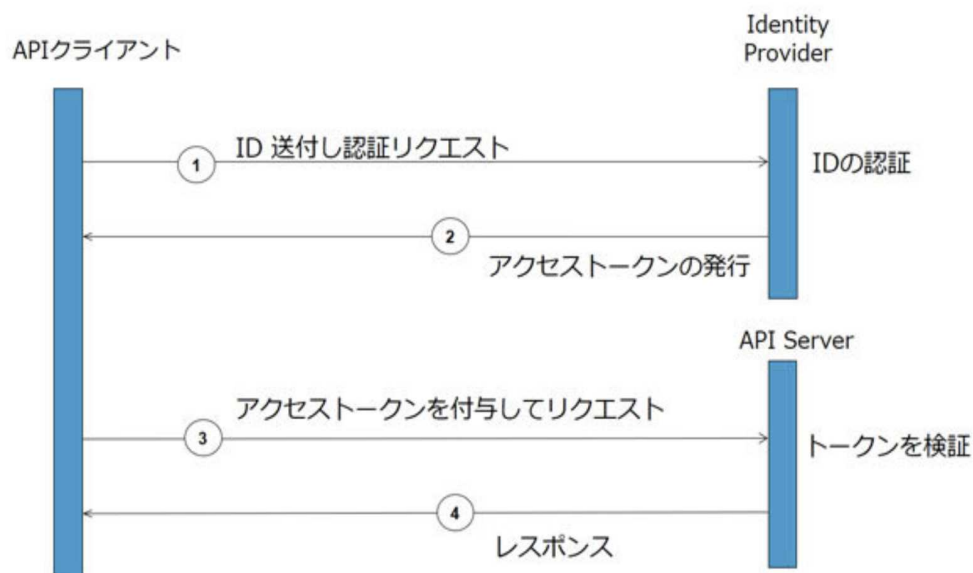 APIクライアント
Identity
Provider
ID 送付し認証リクエスト
1
IDの認証
2
アクセストークンの発行
API Server
アクセストークンを付与してリクエスト
3
トークンを検証
4
レスポンス